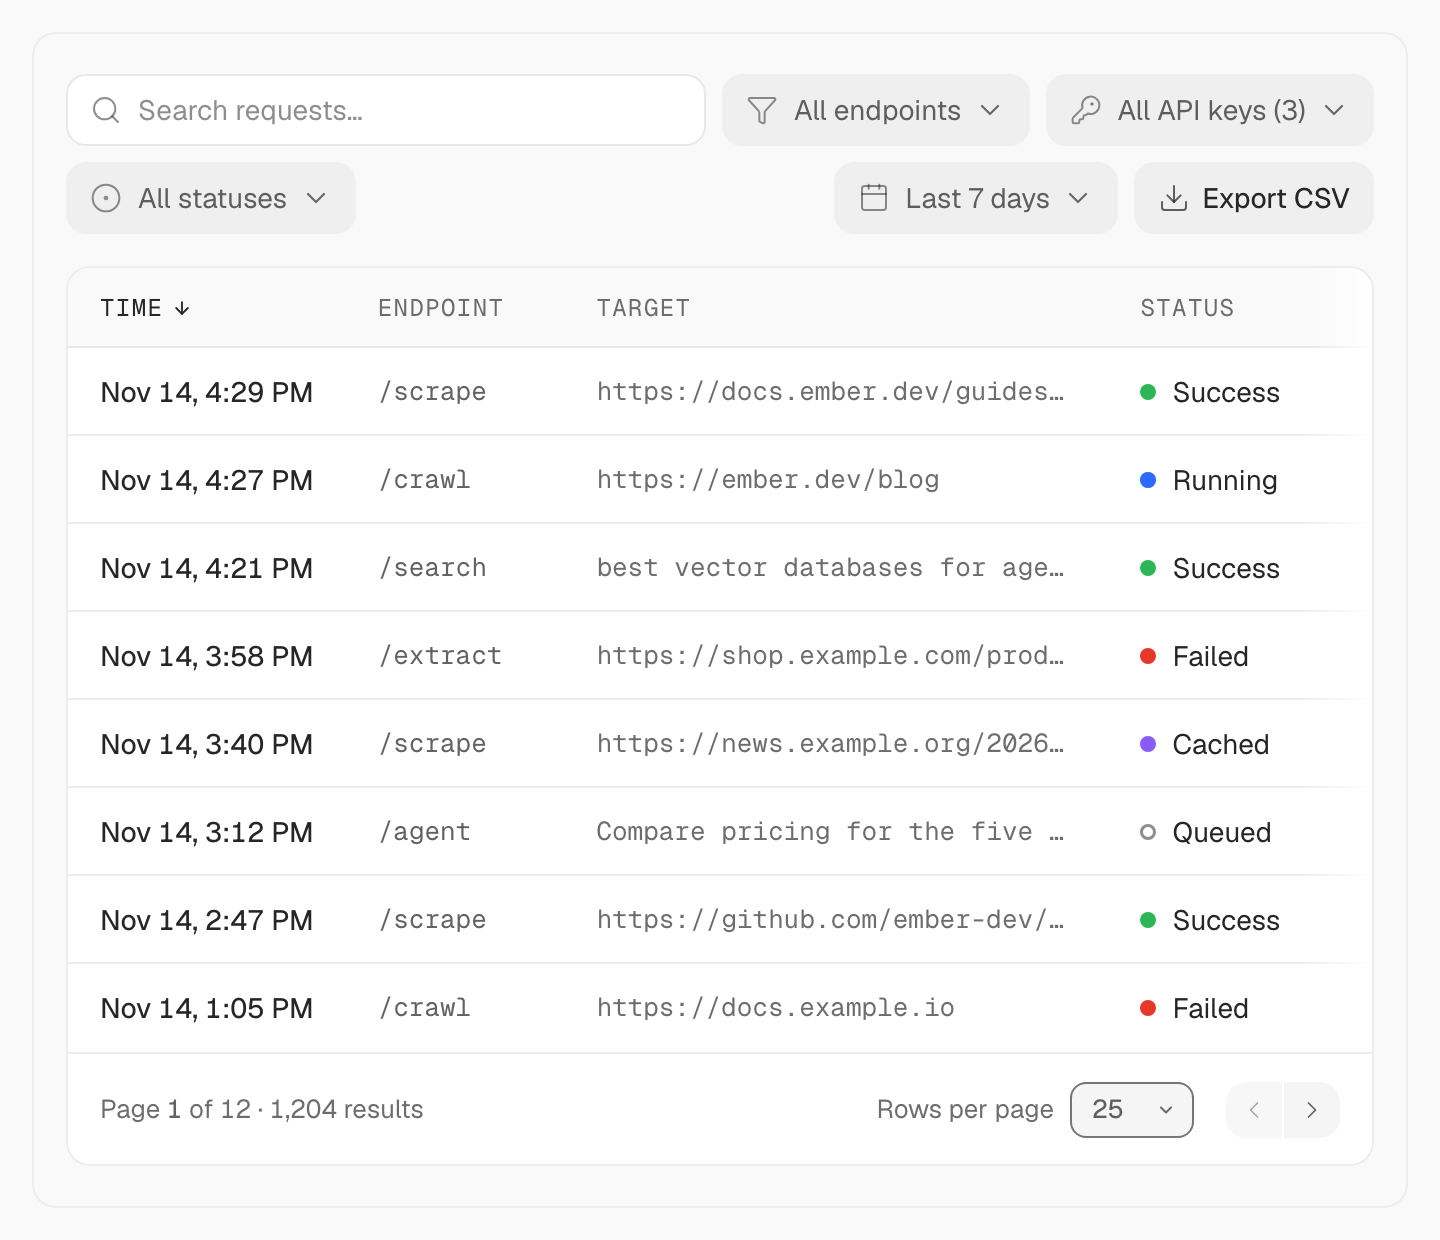 Search requests…
All endpoints
All API keys (3)
All statuses
Last 7 days
Export CSV
TIME ENDPOINT TARGET STATUS
Nov 14, 4:29 PM /scrape https://docs.ember.dev/guides… Success
Nov 14, 4:27 PM /crawl https://ember.dev/blog Running
Nov 14, 4:21 PM /search best vector databases for age… Success
Nov 14, 3:58 PM /extract https://shop.example.com/prod… Failed
Nov 14, 3:40 PM /scrape https://news.example.org/2026… Cached
Nov 14, 3:12 PM /agent Compare pricing for the five … Queued
Nov 14, 2:47 PM /scrape https://github.com/ember-dev/… Success
Nov 14, 1:05 PM /crawl https://docs.example.io Failed
Page 1 of 12 · 1,204 results
Rows per page 25